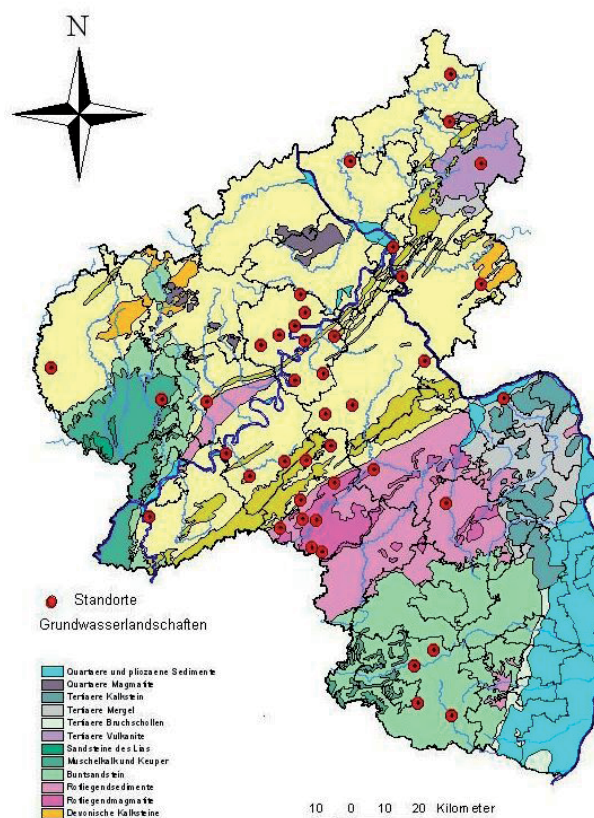 N
Standorte
Grundwasserlandschaften
Quartaere und pliozaene Sedimente
Quartaere Magmatite
Tertiaere Kalkstein
Tertiaere Mergel
Tertiaere Bruchschollen
Tertiaere Vulkanite
Sandsteine des Lias
Muschelkalk und Keuper
Buntsandstein
Rotliegendsedimente
Rotliegendmagmatite
Devonische Kalksteine
10 0 10 20 Kilometer